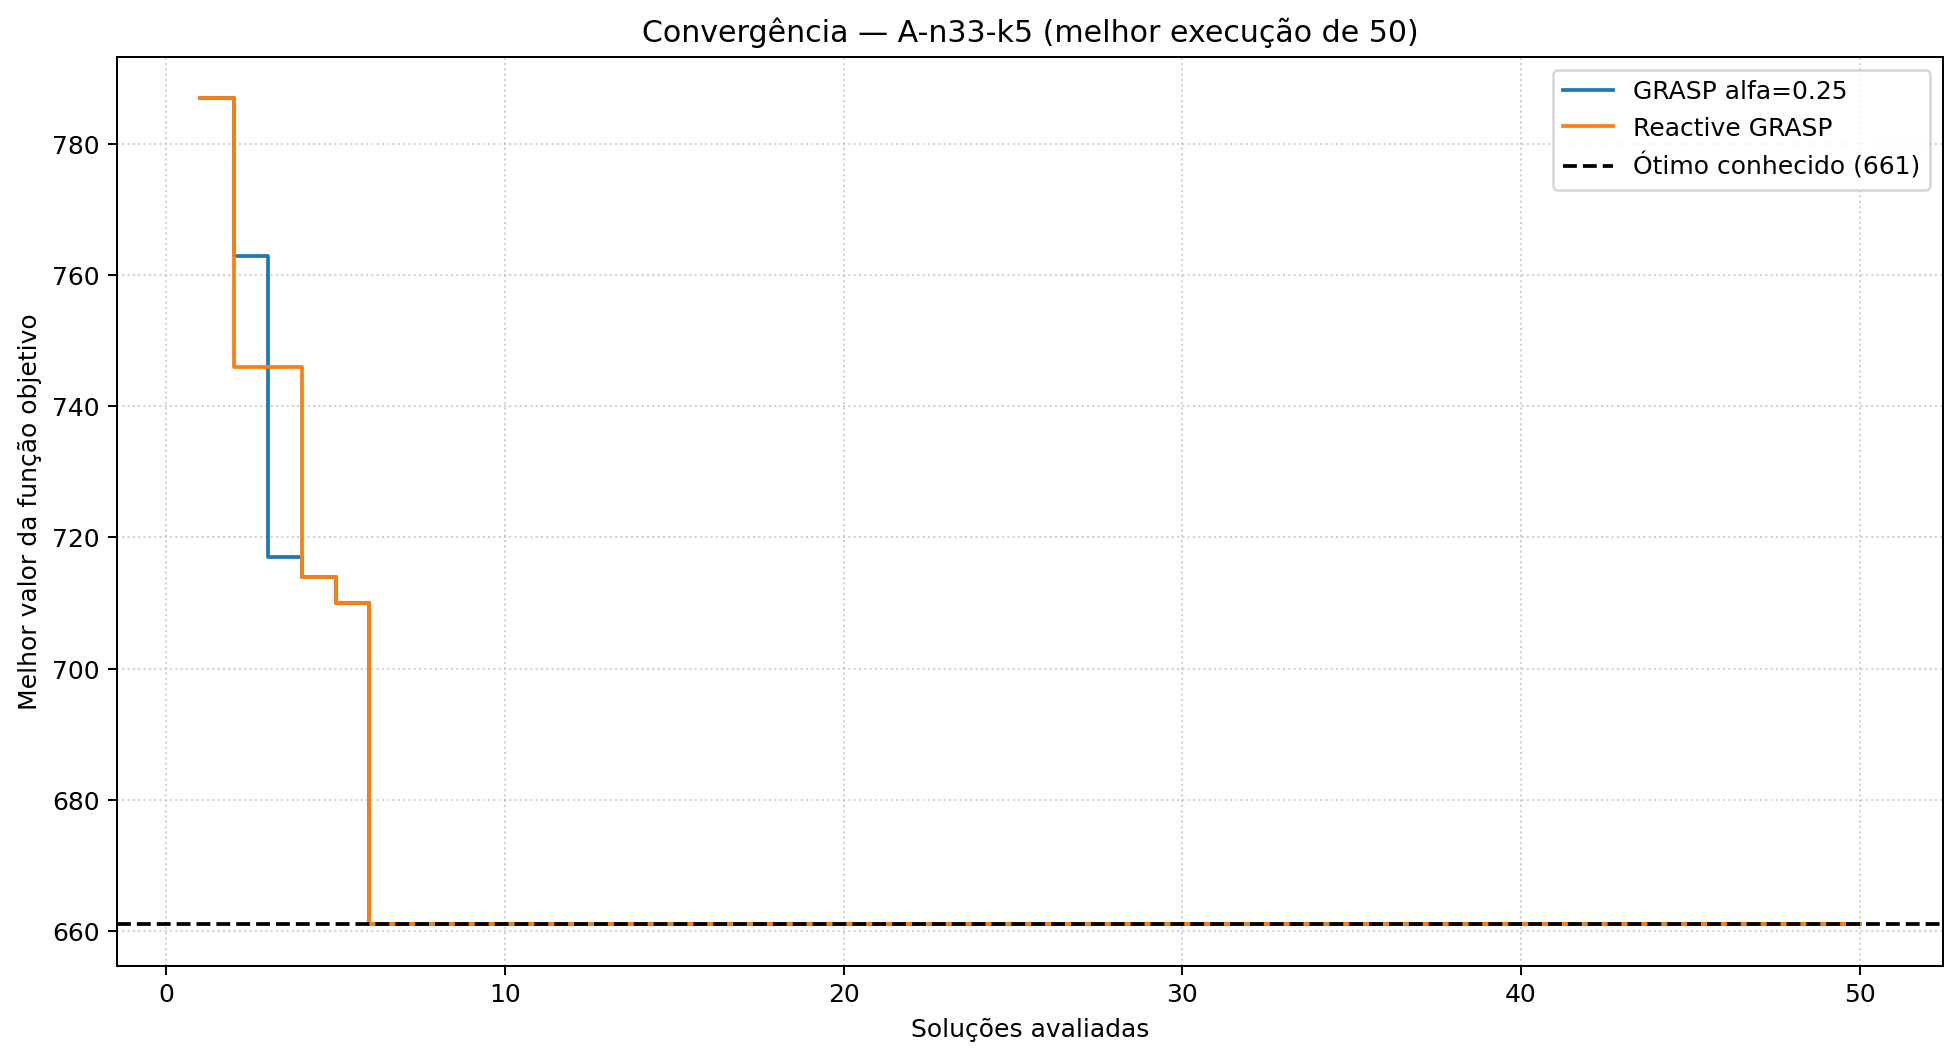 Convergência — A-n33-k5 (melhor execução de 50)
GRASP alfa=0.25
Reactive GRASP
Ótimo conhecido (661)
Melhor valor da função objetivo
780
760
740
720
700
680
660
0 10 20 30 40 50
Soluções avaliadas